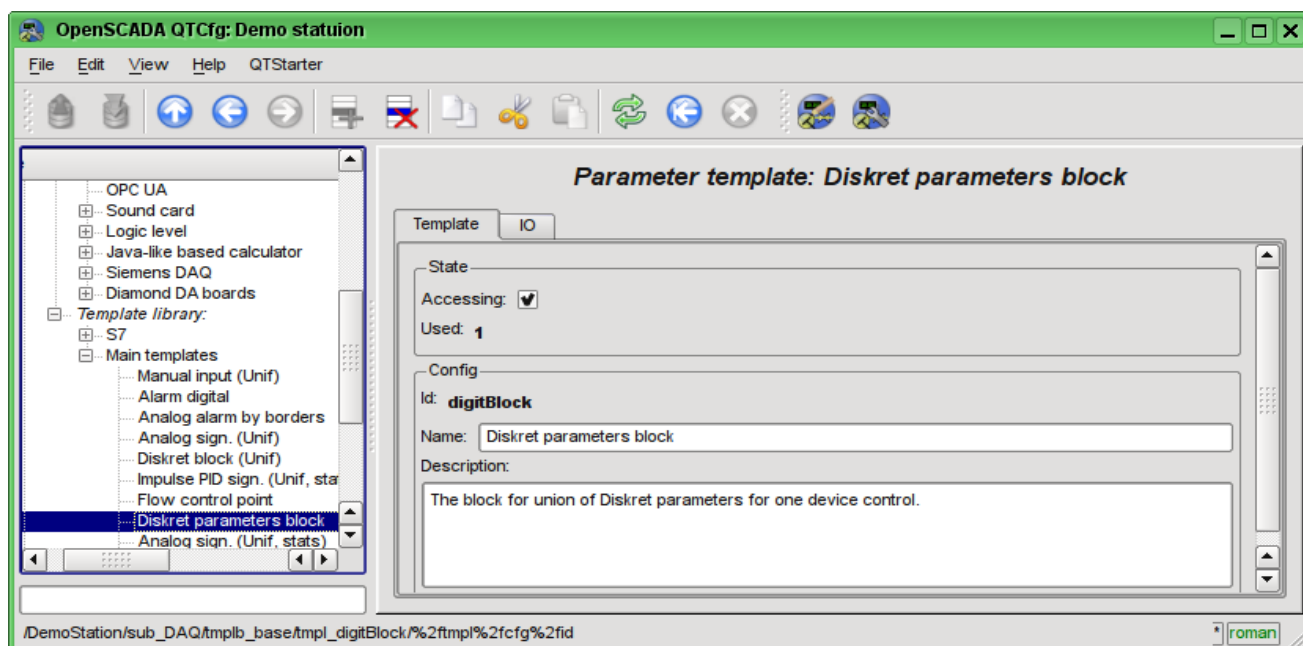 OpenSCADA QTCfg: Demo statuion
File Edit View Help QTStarter
OPC UA
Sound card
Logic level
Java-like based calculator
Siemens DAQ
Diamond DA boards
Template library:
S7
Main templates
Manual input (Unif)
Alarm digital
Analog alarm by borders
Analog sign. (Unif)
Diskret block (Unif)
Impulse PID sign. (Unif, sta
Flow control point
Diskret parameters block
Analog sign. (Unif, stats)
Parameter template: Diskret parameters block
Template IO
State
Accessing:
Used: 1
Config
Id: digitBlock
Name: Diskret parameters block
Description:
The block for union of Diskret parameters for one device control.
/DemoStation/sub_DAQ/tmplb_base/tmpl_digitBlock/%2ftmpl%2fcfg%2fid
* roman